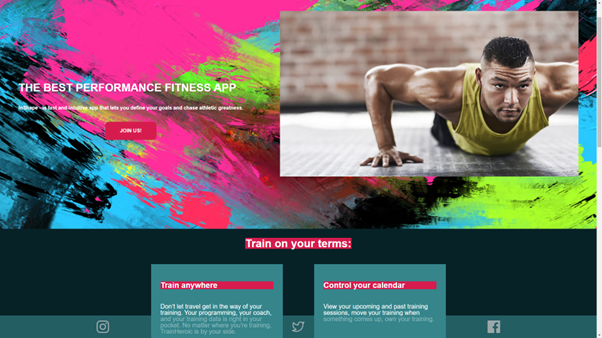 THE BEST PERFORMANCE FITNESS APP
InShape - is fast and intuitive app that lets you define your goals and chase athletic greatness.
JOIN US!
Train on your terms:
Train anywhere
Don't let travel get in the way of your
training. Your programming, your coach,
and your training data is right in your
pocket. No matter where you're training,
TrainHeroic is by your side.
Control your calendar
View your upcoming and past training
sessions, move your training when
something comes up, own your training.